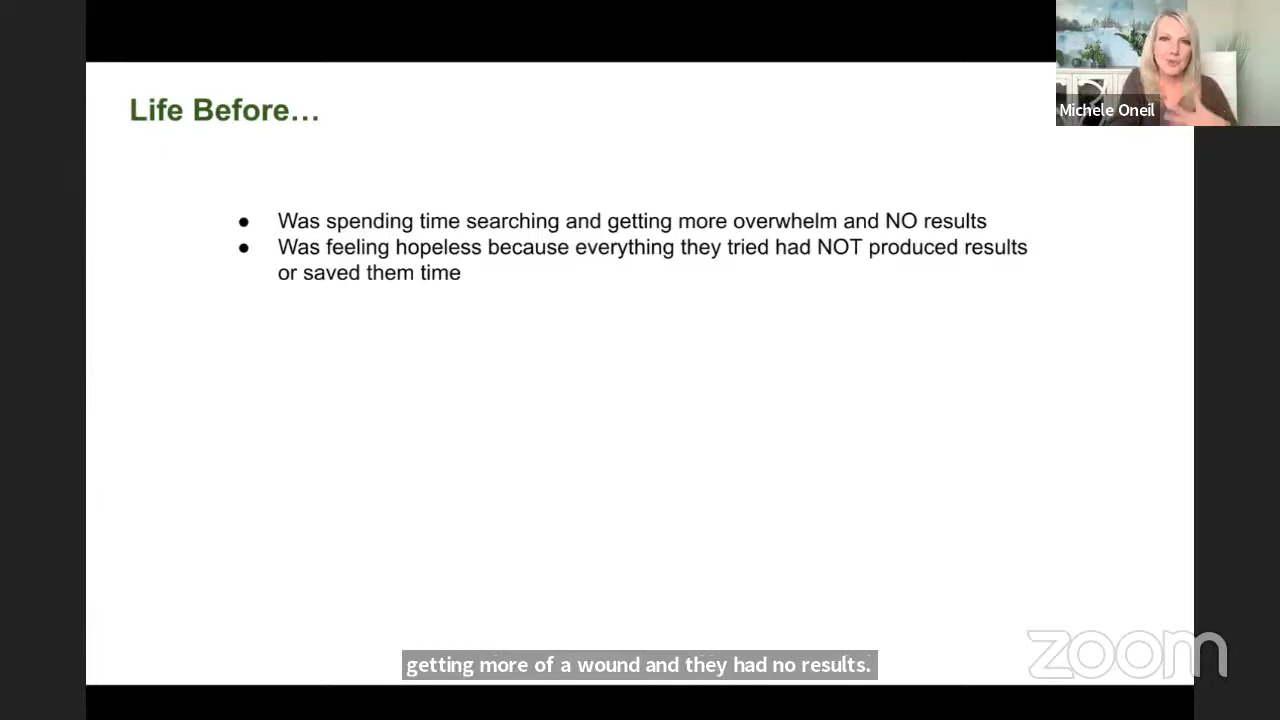 Life Before…
Michele Oneil
● Was spending time searching and getting more overwhelm and NO results
● Was feeling hopeless because everything they tried had NOT produced results
or saved them time
getting more of a wound and they had no results.
zoom